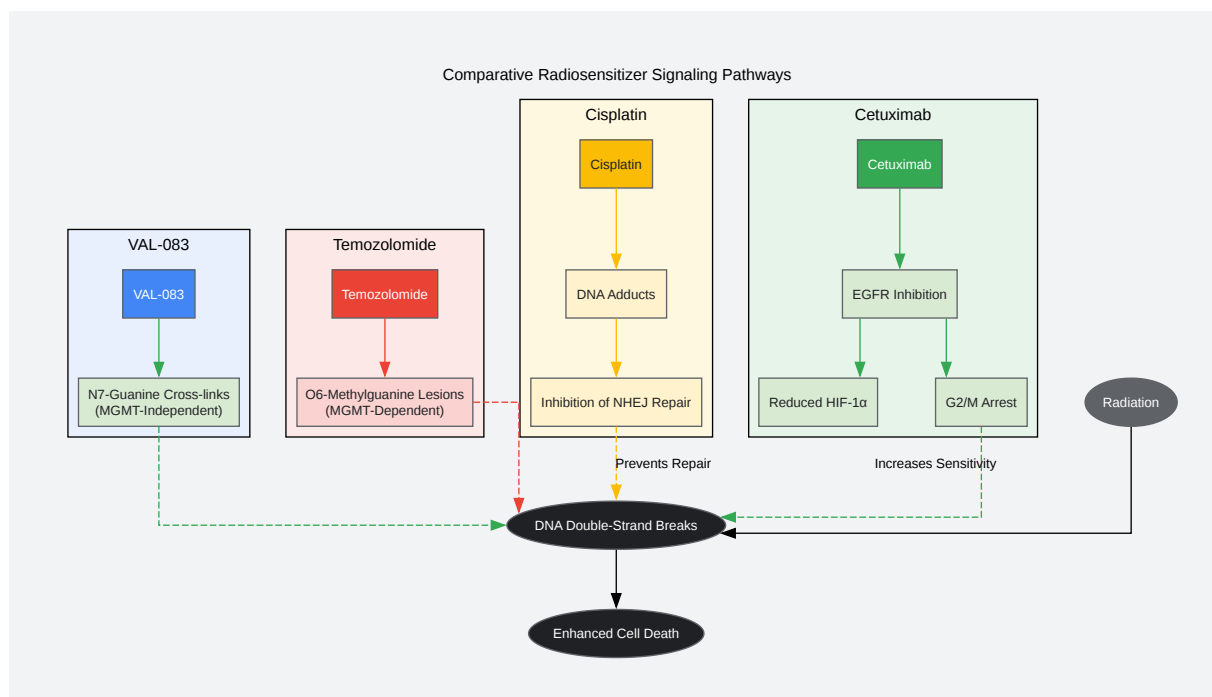 Comparative Radiosensitizer Signaling Pathways
Cisplatin
Cetuximab
Cisplatin
Cetuximab
VAL-083
Temozolomide
VAL-083
Temozolomide
DNA Adducts
EGFR Inhibition
N7-Guanine Cross-links
(MGMT-Independent)
O6-Methylguanine Lesions
(MGMT-Dependent)
Inhibition of NHEJ Repair
Reduced HIF-1α
G2/M Arrest
Radiation
Prevents Repair
Increases Sensitivity
DNA Double-Strand Breaks
Enhanced Cell Death